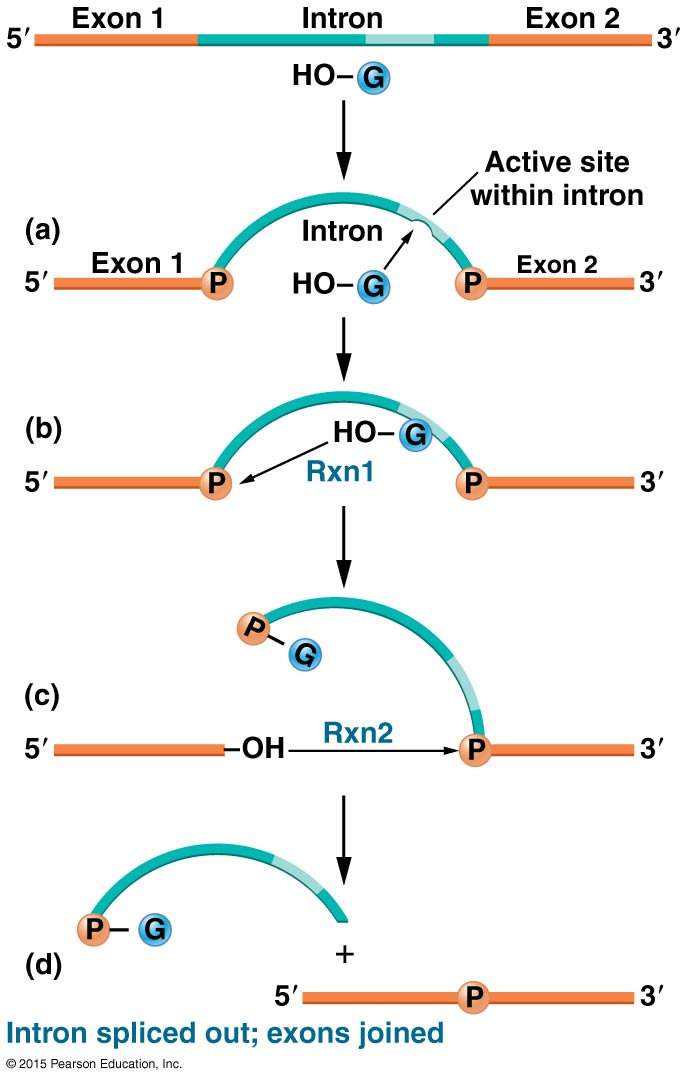 Exon 1 Intron Exon 2
5′ 3′
HO–G
Active site
within intron
(a)
Intron
Exon 1 Exon 2
5′ P HO–G P 3′
(b)
HO–G
5′ P Rxn1 P 3′
P
G
(c)
Rxn2
5′ –OH P 3′
P–G
+
(d)
5′ P 3′
Intron spliced out; exons joined
© 2015 Pearson Education, Inc.